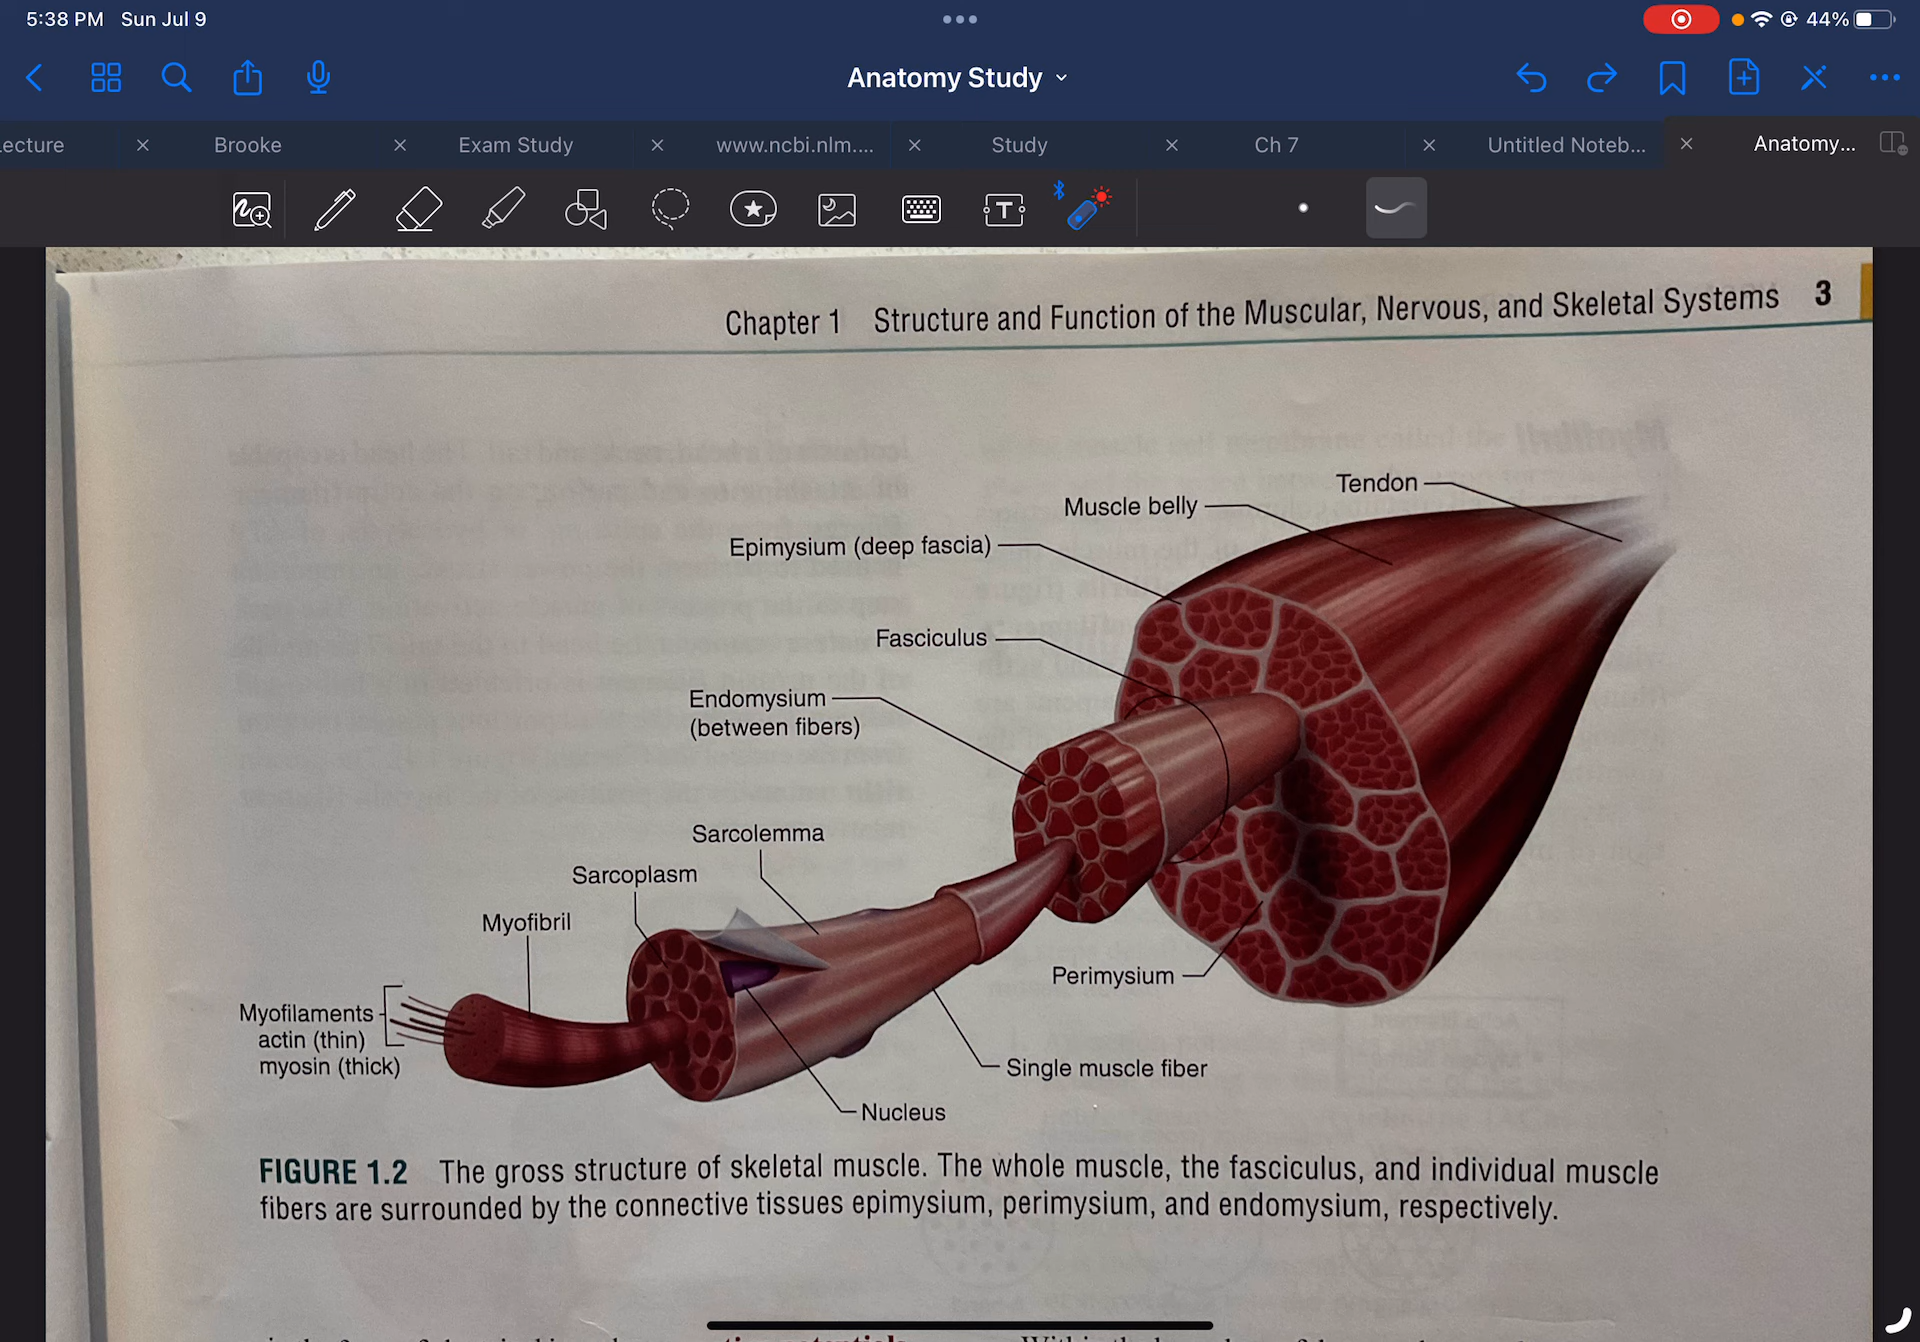 5:38 PM Sun Jul 9
44%
Anatomy Study
ecture
Brooke
Exam Study
www.ncbi.nlm....
Study
Ch 7
Untitled Noteb...
Anatomy...
T
Chapter 1 Structure and Function of the Muscular, Nervous, and Skeletal Systems 3
Tendon
Muscle belly
Epimysium (deep fascia)
Fasciculus
Endomysium
(between fibers)
Sarcolemma
Sarcoplasm
Myofibril
Perimysium
Myofilaments
actin (thin)
myosin (thick)
Single muscle fiber
Nucleus
FIGURE 1.2 The gross structure of skeletal muscle. The whole muscle, the fasciculus, and individual muscle
fibers are surrounded by the connective tissues epimysium, perimysium, and endomysium, respectively.